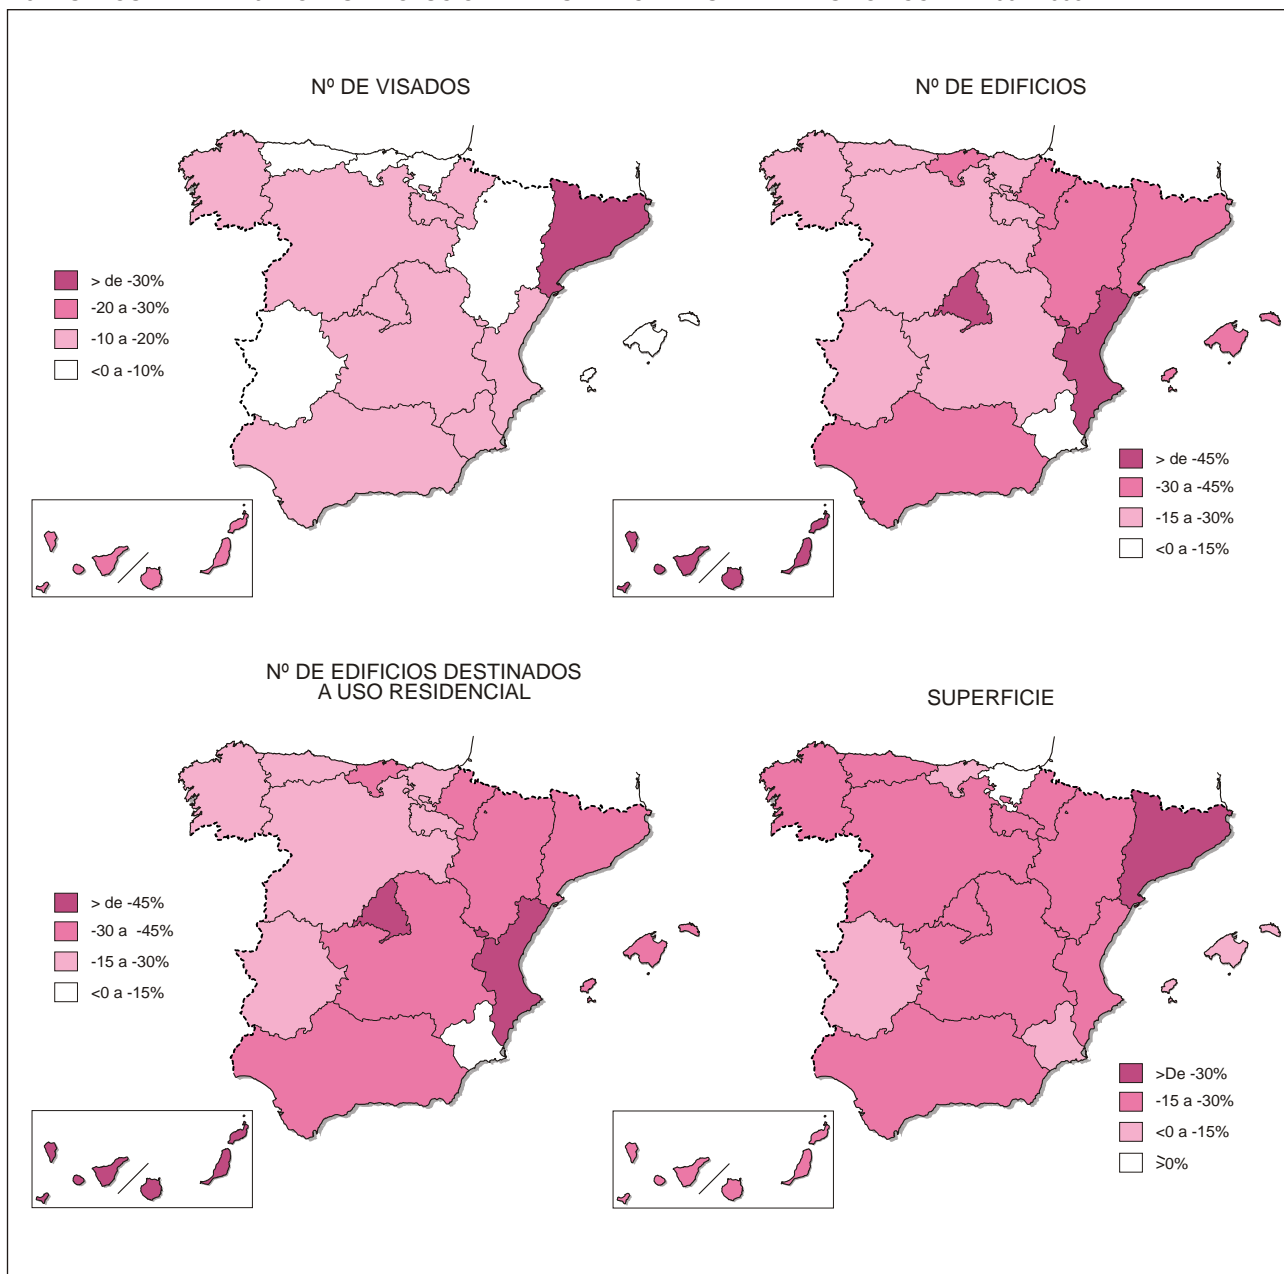 Nº DE VISADOS
> de -30%
-20 a -30%
-10 a -20%
<0 a -10%
Nº DE EDIFICIOS
> de -45%
-30 a -45%
-15 a -30%
<0 a -15%
Nº DE EDIFICIOS DESTINADOS
A USO RESIDENCIAL
> de -45%
-30 a -45%
-15 a -30%
<0 a -15%
SUPERFICIE
>De -30%
-15 a -30%
<0 a -15%
>0%